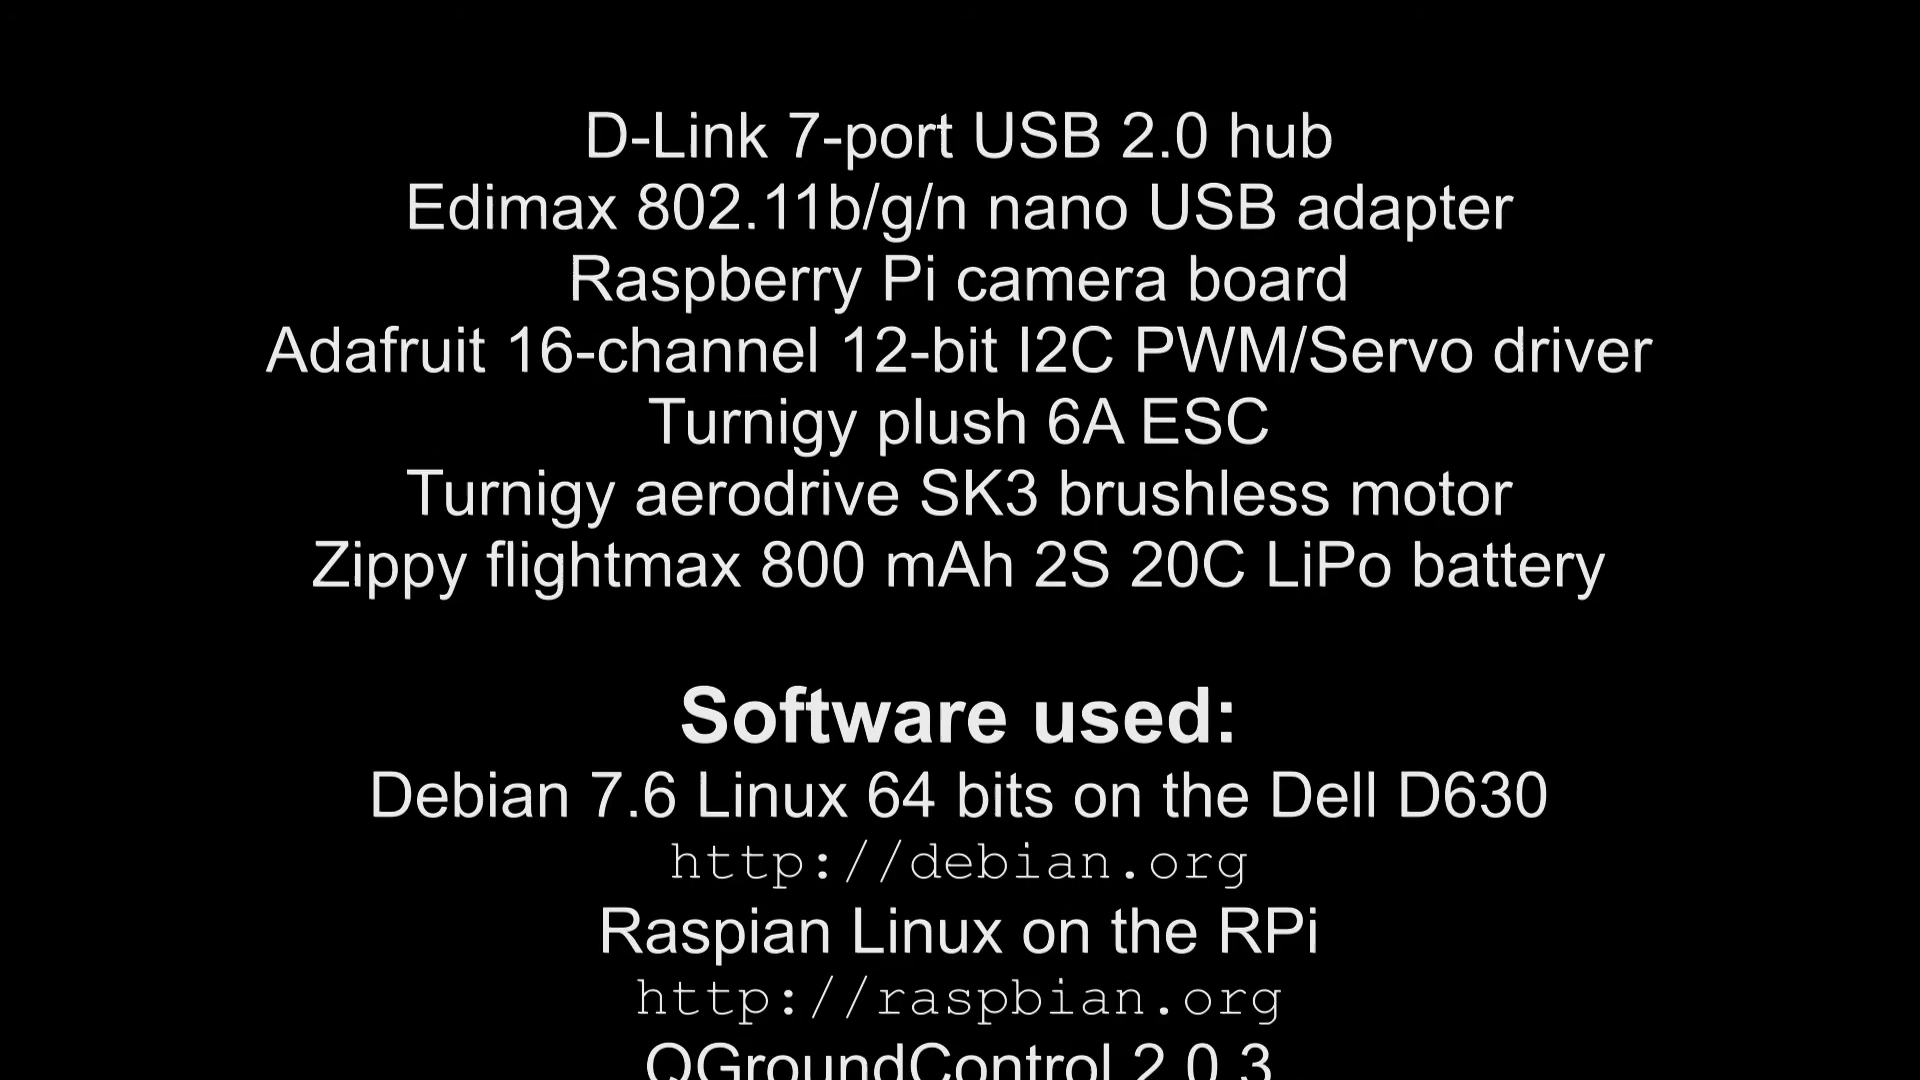 D-Link 7-port USB 2.0 hub
Edimax 802.11b/g/n nano USB adapter
Raspberry Pi camera board
Adafruit 16-channel 12-bit I2C PWM/Servo driver
Turnigy plush 6A ESC
Turnigy aerodrive SK3 brushless motor
Zippy flightmax 800 mAh 2S 20C LiPo battery
Software used:
Debian 7.6 Linux 64 bits on the Dell D630
http://debian.org
Raspian Linux on the RPi
http://raspbian.org
QGroundControl 2.0.3